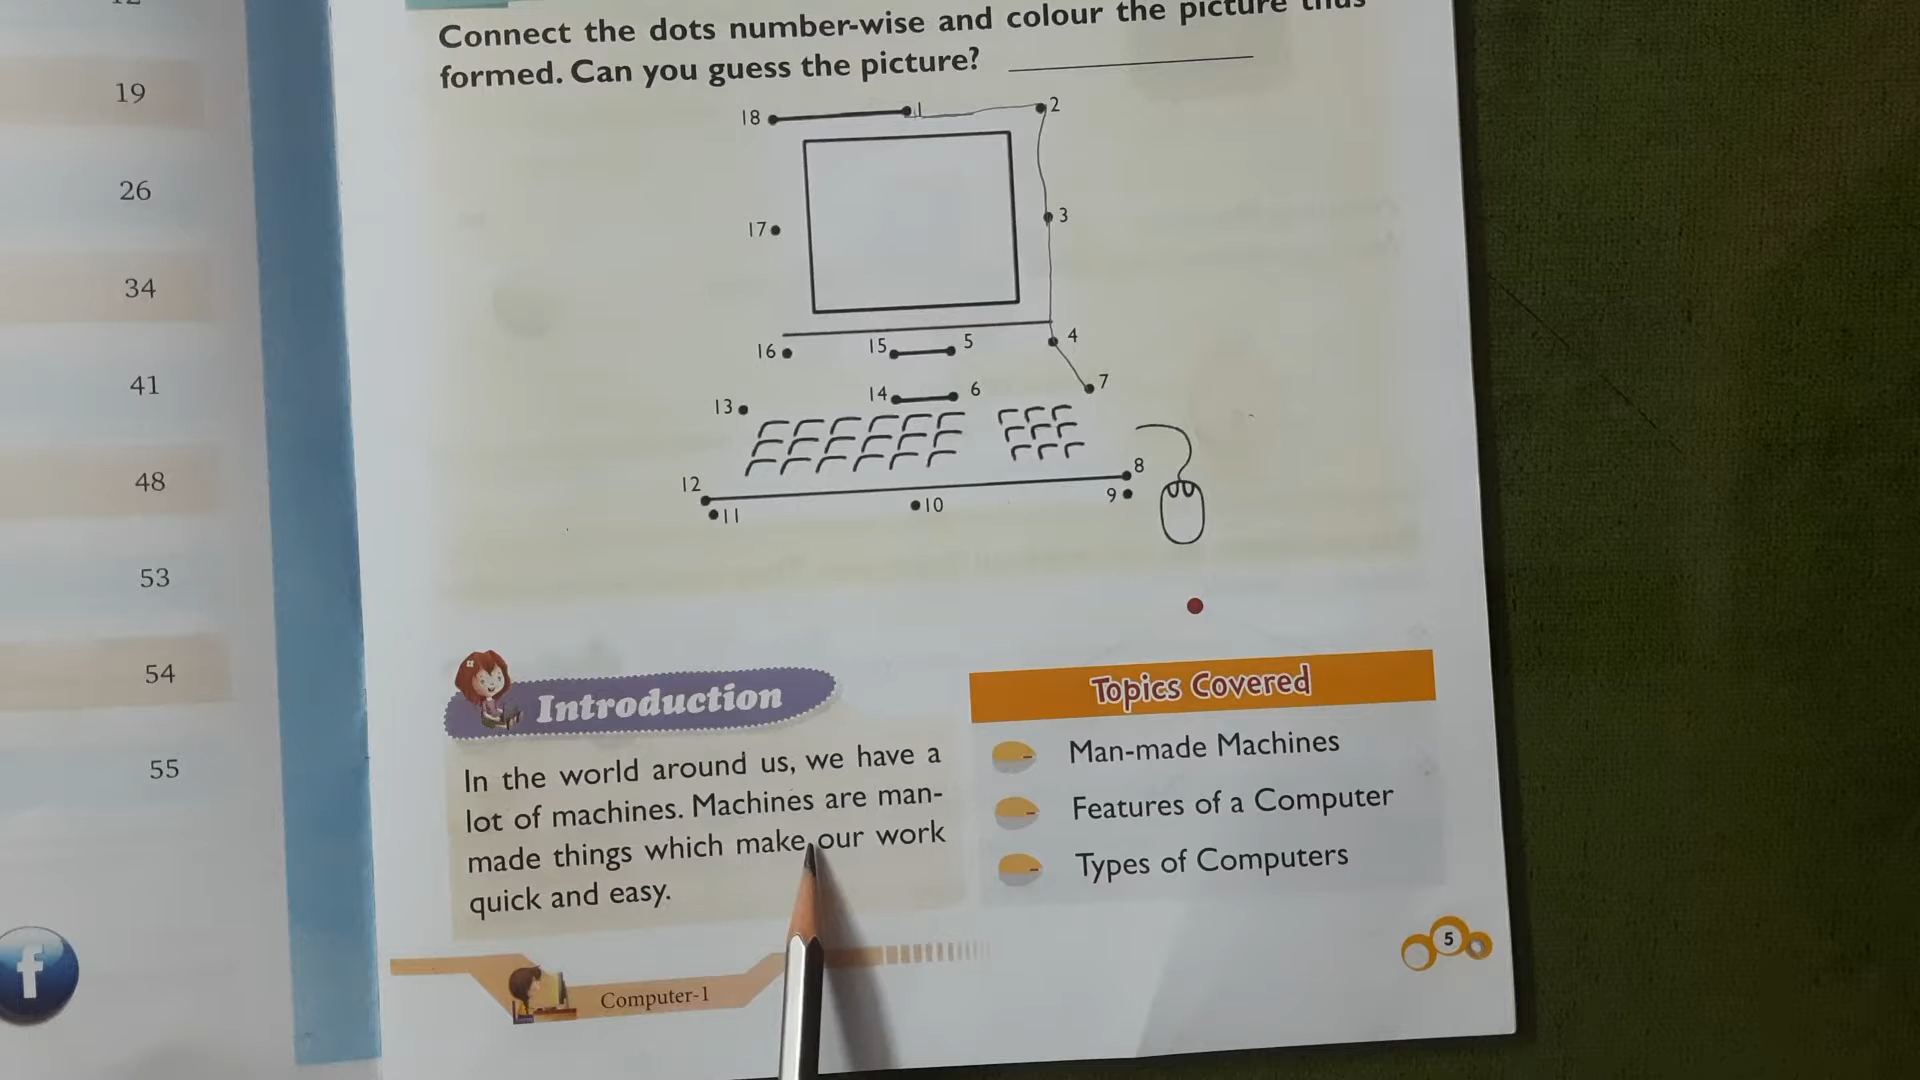 19
26
34
41
48
53
54
55
f
Connect the dots number-wise and colour the picture thus
formed. Can you guess the picture?
18
1
2
17
3
16
15
5
4
14
6
7
13
12
8
11
10
9
Introduction
In the world around us, we have a
lot of machines. Machines are man-
made things which make our work
quick and easy.
Topics Covered
Man-made Machines
Features of a Computer
Types of Computers
Computer-1
5